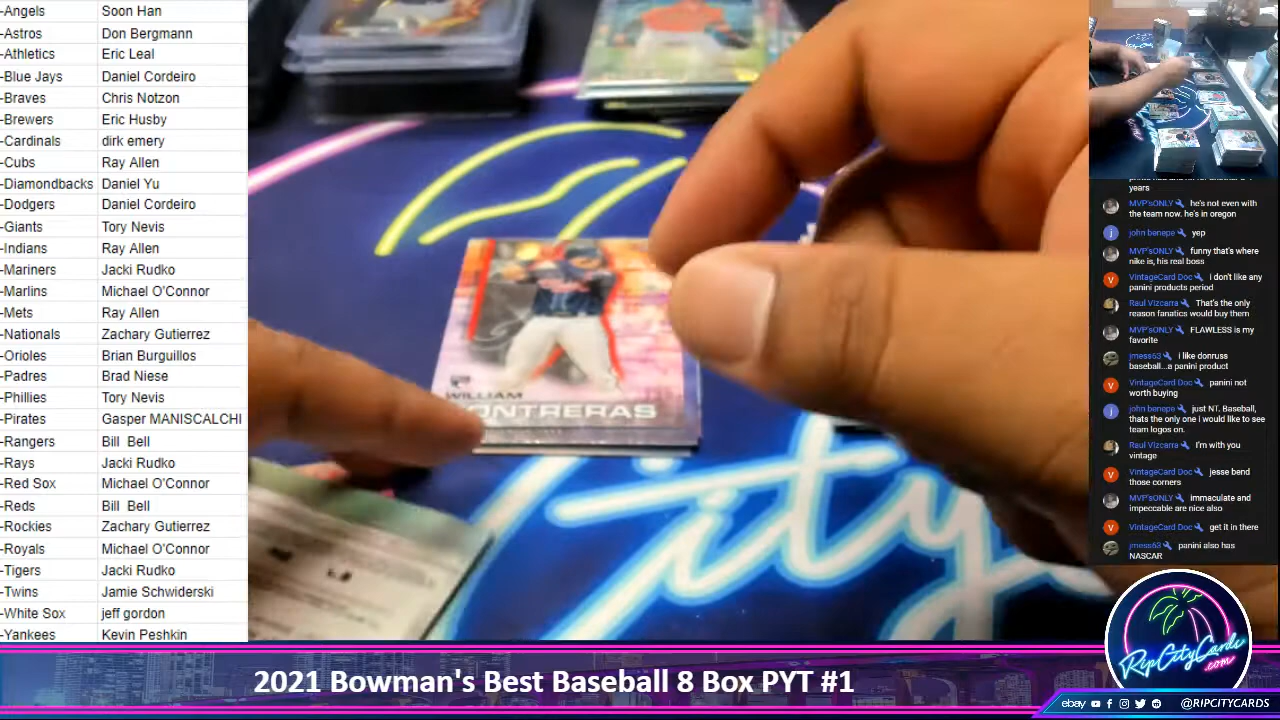 -Angels Soon Han
-Astros Don Bergmann
-Athletics Eric Leal
-Blue Jays Daniel Cordeiro
-Braves Chris Notzon
-Brewers Eric Husby
-Cardinals dirk emery
-Cubs Ray Allen
-Diamondbacks Daniel Yu
-Dodgers Daniel Cordeiro
-Giants Tory Nevis
-Indians Ray Allen
-Mariners Jacki Rudko
-Marlins Michael O'Connor
-Mets Ray Allen
-Nationals Zachary Gutierrez
-Orioles Brian Burguillos
-Padres Brad Niese
-Phillies Tory Nevis
-Pirates Gasper MANISCALCHI
-Rangers Bill Bell
-Rays Jacki Rudko
-Red Sox Michael O'Connor
-Reds Bill Bell
-Rockies Zachary Gutierrez
-Royals Michael O'Connor
-Tigers Jacki Rudko
-Twins Jamie Schwiderski
-White Sox jeff gordon
-Yankees Kevin Peshkin
WILLIAM
ONTRERAS
ity
years
MVP'sONLY he's not even with
the team now. he's in oregon
john benepe yep
MVP'sONLY funny that's where
nike is, his real boss
VintageCard Doc i don't like any
panini products period
Raul Vizcarra That's the only
reason fanatics would buy them
MVP'sONLY FLAWLESS is my
favorite
jmess63 i like donruss
baseball...a panini product
VintageCard Doc panini not
worth buying
john benepe just NT. Baseball,
thats the only one i would like to see
team logos on.
Raul Vizcarra I'm with you
vintage
VintageCard Doc jesse bend
those corners
MVP'sONLY immaculate and
impeccable are nice also
VintageCard Doc get it in there
jmess63 panini also has
NASCAR
RipCityCards
.com
2021 Bowman's Best Baseball 8 Box PYT #1
ebay @RIPCITYCARDS